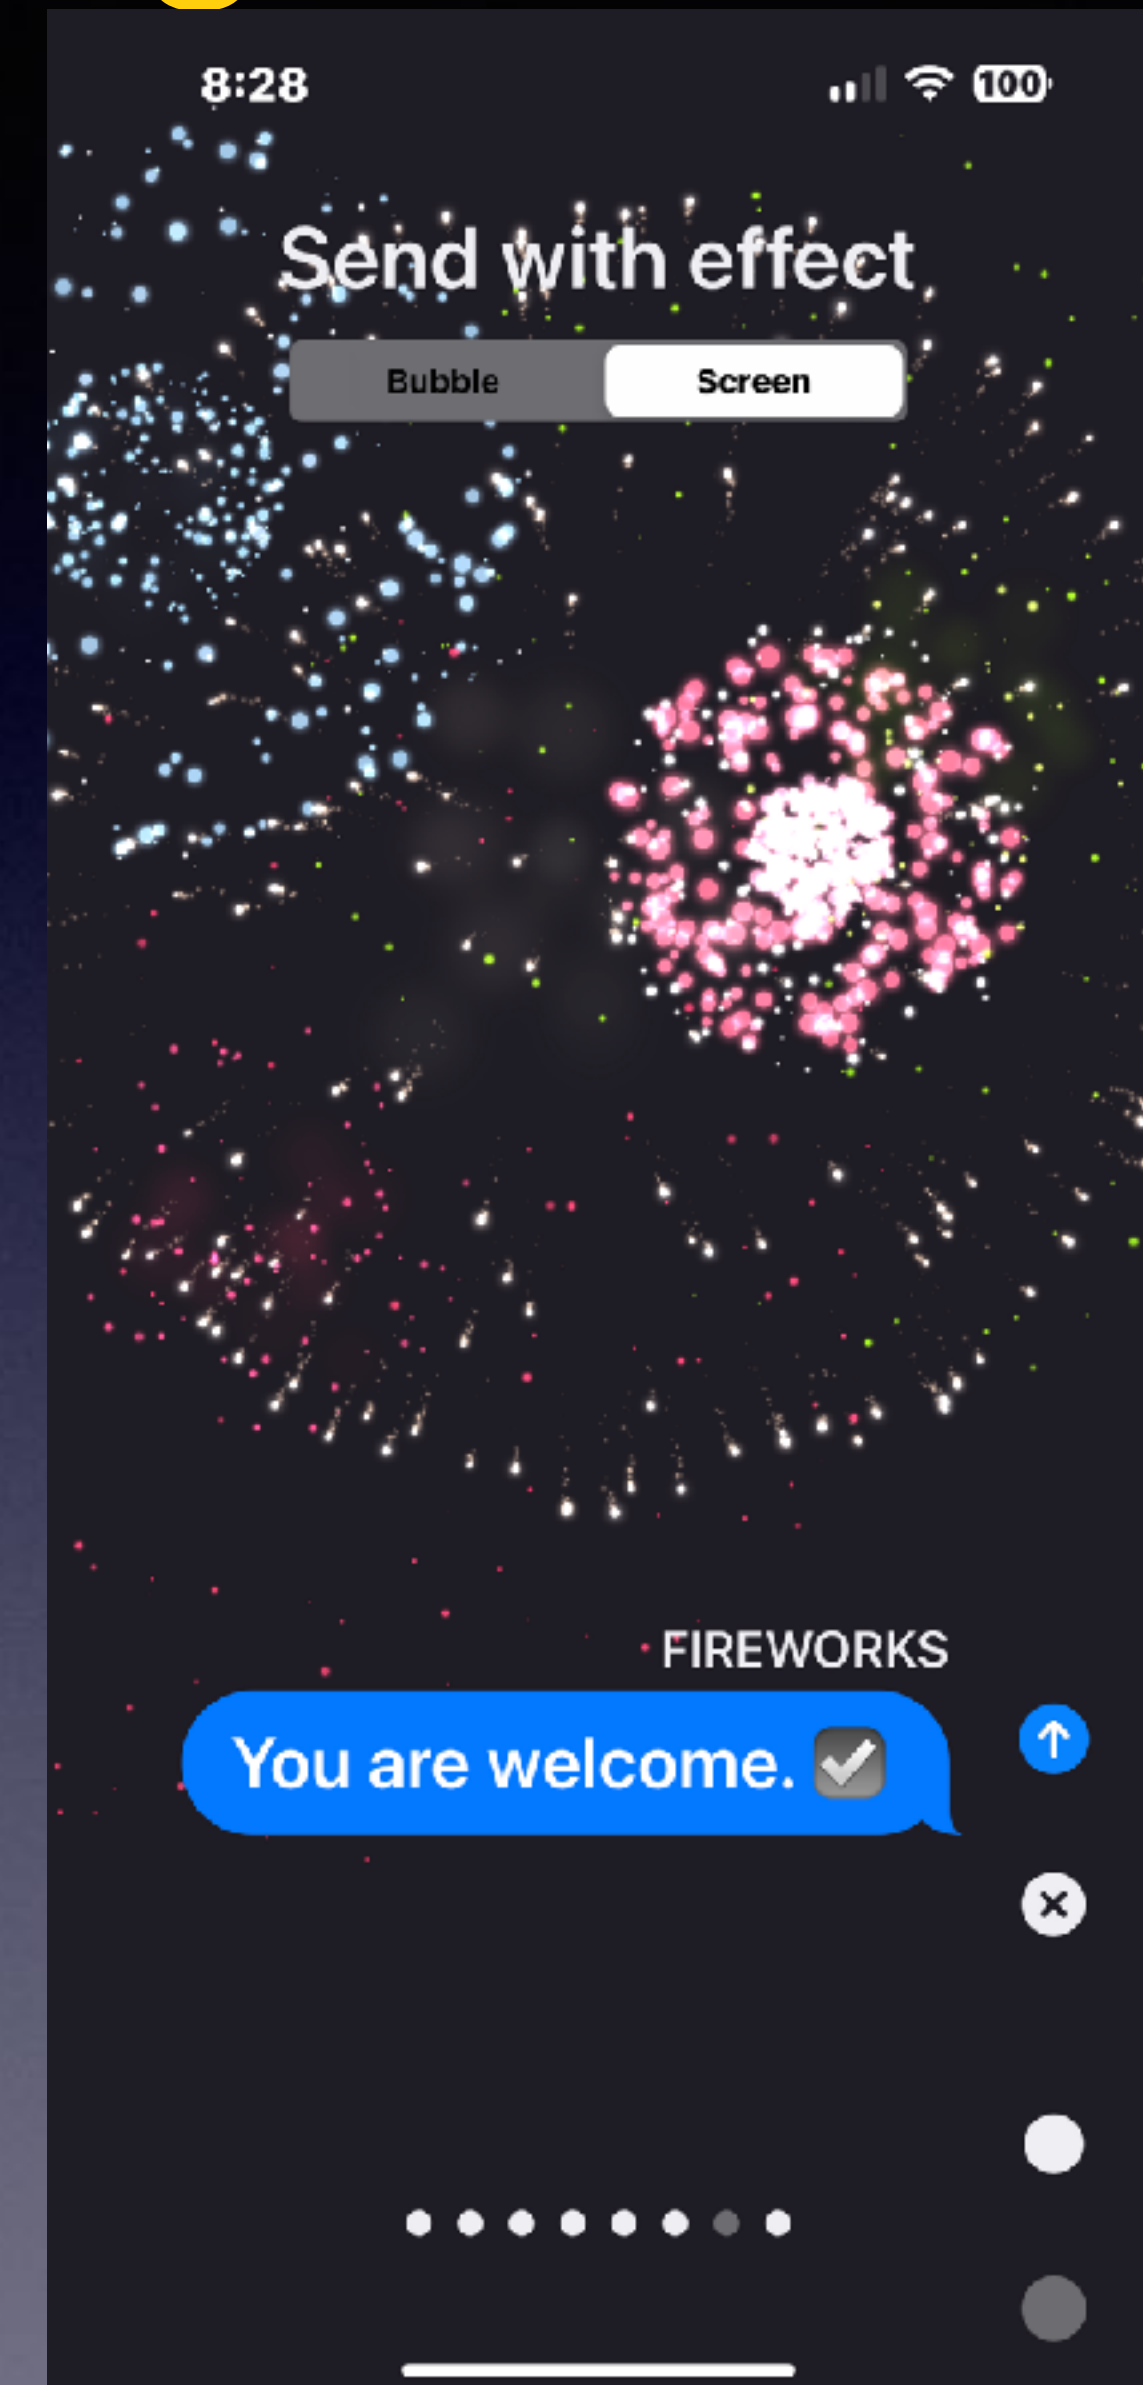 8:28
100
Send with effect
Bubble
Screen
FIREWORKS
You are welcome. ☑️